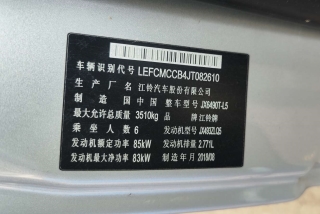 车辆识别代号 LEFCMCCB4JT082610
生产厂名 江铃汽车股份有限公司
制造国 中国 整车型号 JX6490T-L5
最大允许总质量 3510kg 品牌 江铃牌
乘坐人数 6 发动机型号 JX493ZLQ5
发动机额定功率 85kW 发动机排量 2.771L
发动机最大净功率 83kW 制造年月 2018/08